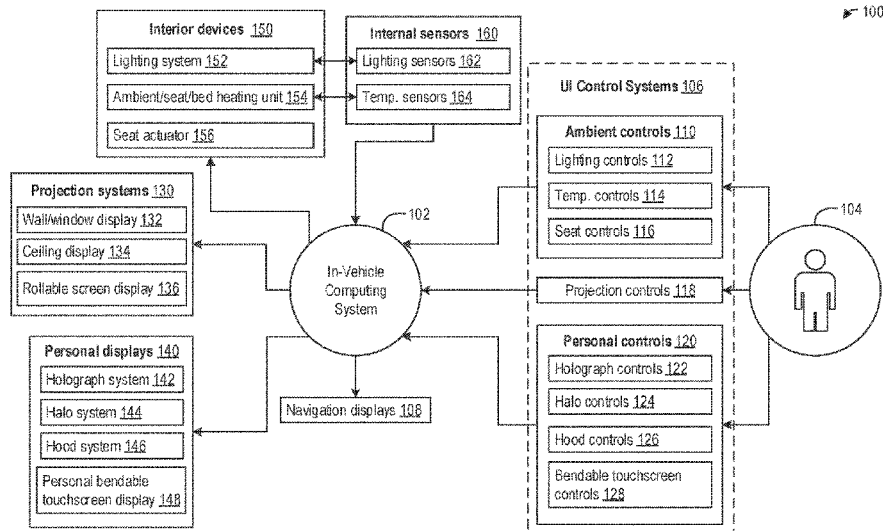 100
Interior devices 150
Lighting system 152
Ambient/seat/bed heating unit 154
Seat actuator 156
Internal sensors 160
Lighting sensors 162
Temp. sensors 164
UI Control Systems 106
Ambient controls 110
Lighting controls 112
Temp. controls 114
Seat controls 116
Projection systems 130
Wall/window display 132
Ceiling display 134
Rollable screen display 136
102
In-Vehicle
Computing
System
104
Projection controls 118
Personal displays 140
Holograph system 142
Halo system 144
Hood system 146
Personal bendable
touchscreen display 148
Navigation displays 108
Personal controls 120
Holograph controls 122
Halo controls 124
Hood controls 126
Bendable touchscreen
controls 128